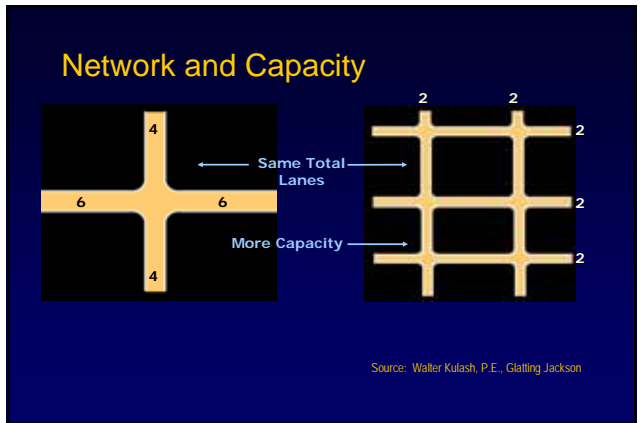 Network and Capacity
2 2
4
2
Same Total
Lanes
6 6
2
More Capacity
2
4
Source: Walter Kulash, P.E., Glatting Jackson